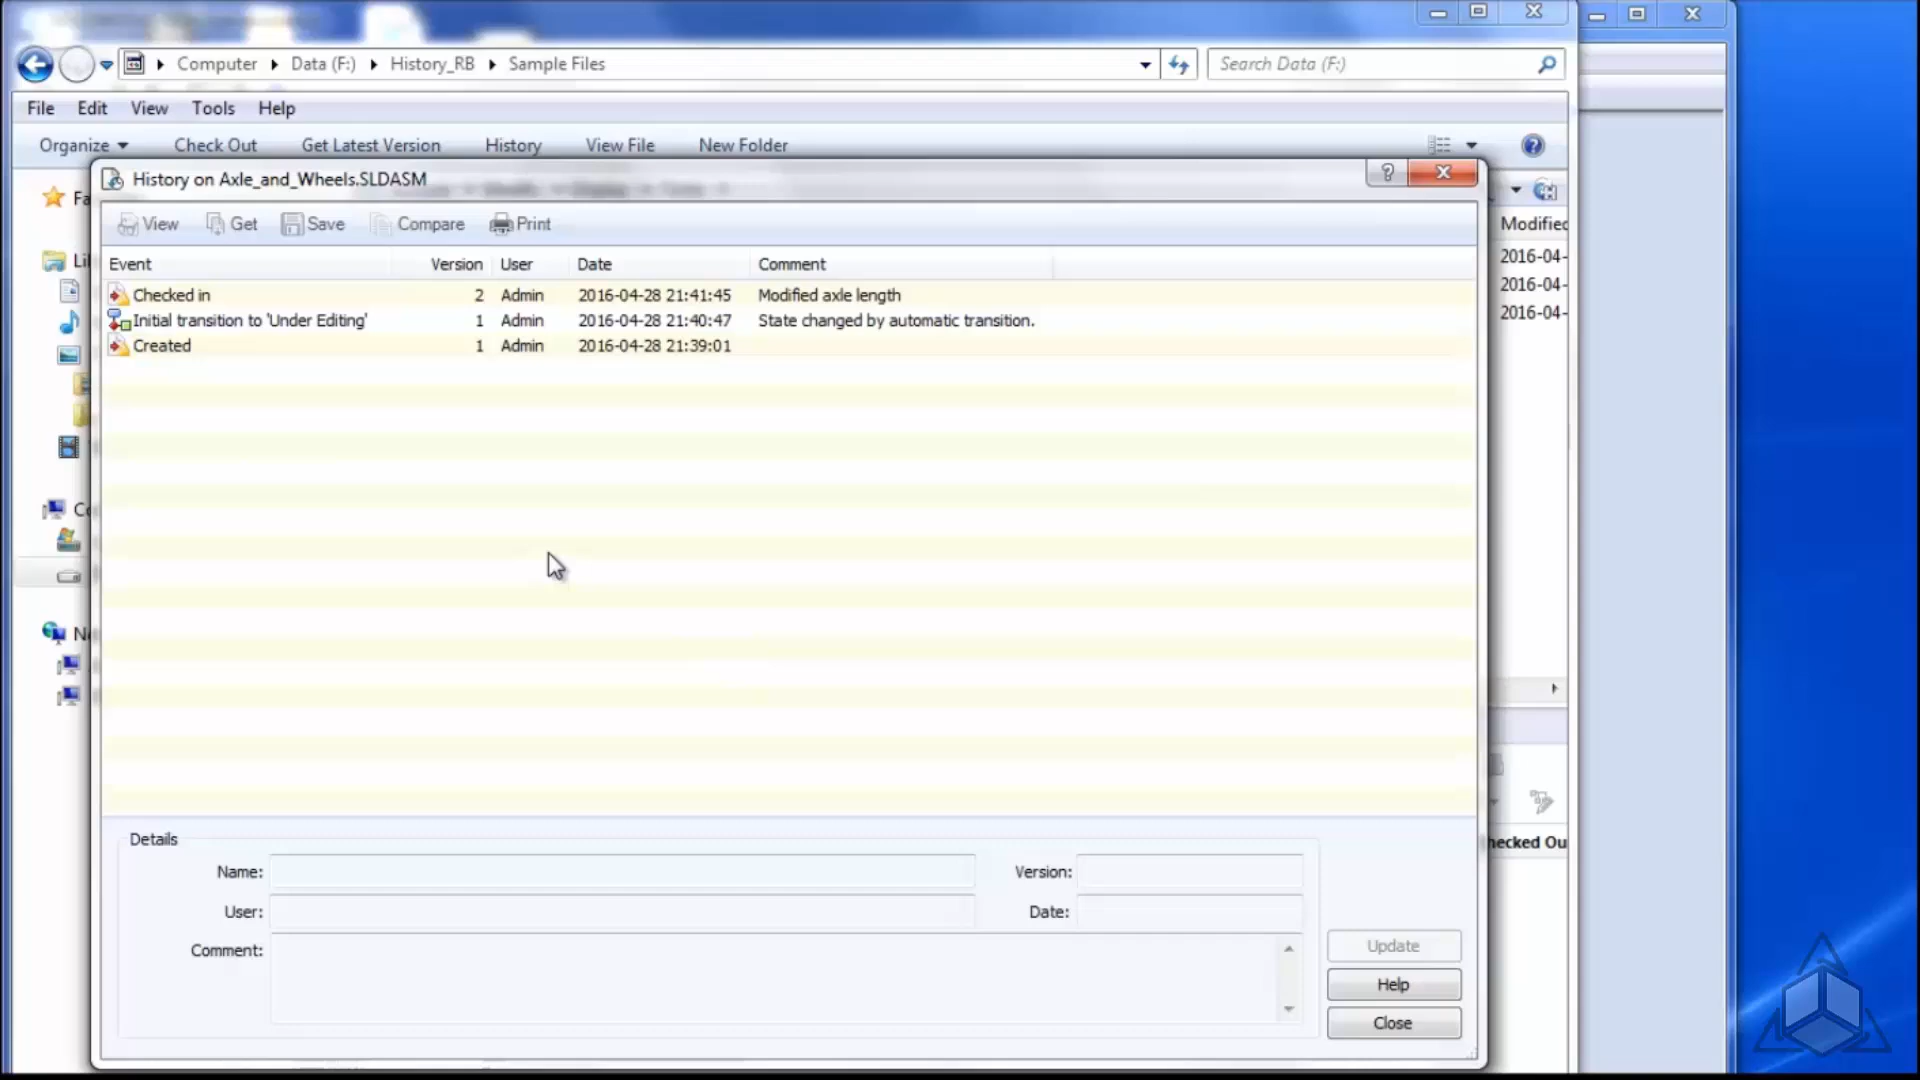 Computer Data (F:) History_RB Sample Files
Search Data (F:)
File Edit View Tools Help
Organize Check Out Get Latest Version History View File New Folder
History on Axle_and_Wheels.SLDASM
View Get Save Compare Print
Event Version User Date Comment
Checked in 2 Admin 2016-04-28 21:41:45 Modified axle length
Initial transition to 'Under Editing' 1 Admin 2016-04-28 21:40:47 State changed by automatic transition.
Created 1 Admin 2016-04-28 21:39:01
Fa
Li
Co
Ne
Modified
2016-04-
2016-04-
2016-04-
hecked Ou
Details
Name: Version:
User: Date:
Comment:
Update
Help
Close